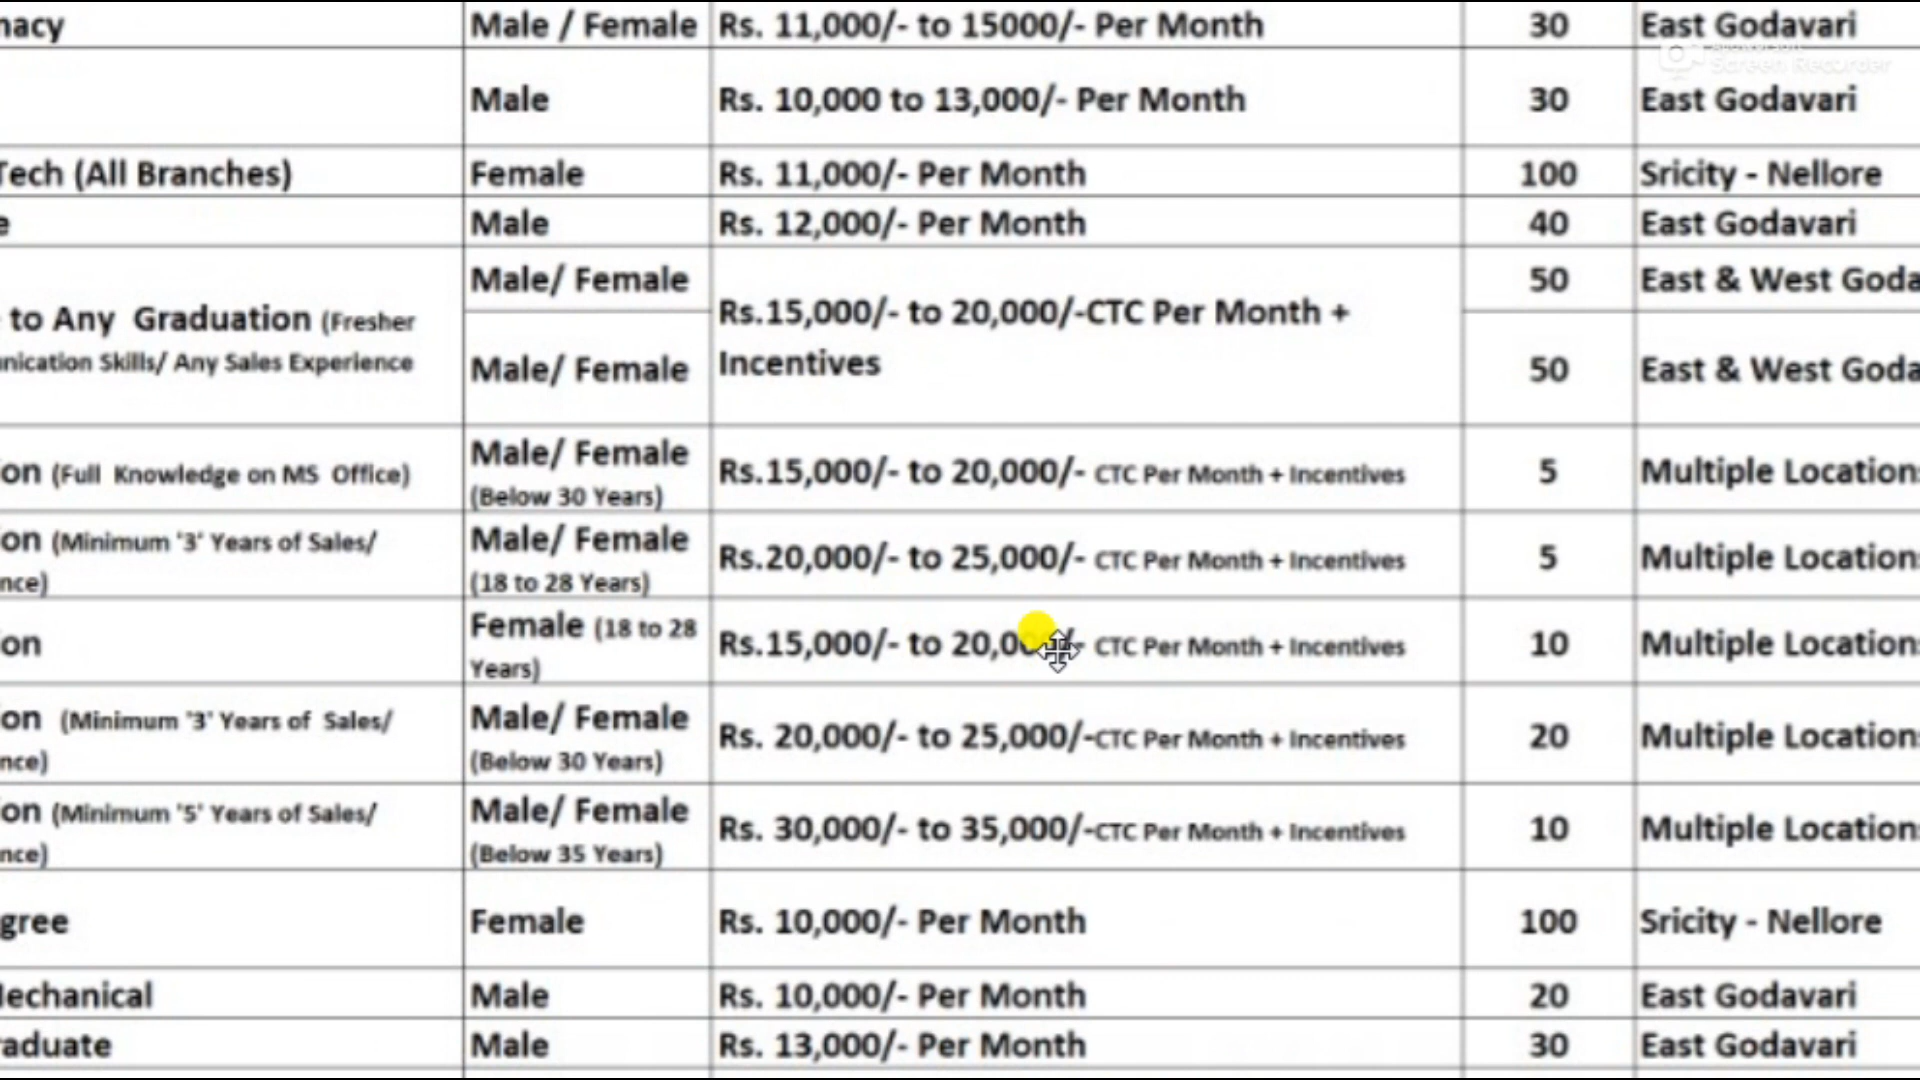 macy Male / Female Rs. 11,000/- to 15000/- Per Month 30 East Godavari
Screen Recorder
Male Rs. 10,000 to 13,000/- Per Month 30 East Godavari
Tech (All Branches) Female Rs. 11,000/- Per Month 100 Sricity - Nellore
e Male Rs. 12,000/- Per Month 40 East Godavari
Male/ Female 50 East & West Goda
to Any Graduation (Fresher Rs.15,000/- to 20,000/-CTC Per Month +
nication Skills/ Any Sales Experience Male/ Female Incentives 50 East & West Goda
Male/ Female
on (Full Knowledge on MS Office) Rs.15,000/- to 20,000/- CTC Per Month + Incentives 5 Multiple Location
(Below 30 Years)
on (Minimum '3' Years of Sales/ Male/ Female
Rs.20,000/- to 25,000/- CTC Per Month + Incentives 5 Multiple Location
nce) (18 to 28 Years)
Female (18 to 28
on Rs.15,000/- to 20,000/- CTC Per Month + Incentives 10 Multiple Location
Years)
on (Minimum '3' Years of Sales/ Male/ Female
Rs. 20,000/- to 25,000/-CTC Per Month + Incentives 20 Multiple Location
nce) (Below 30 Years)
on (Minimum '5' Years of Sales/ Male/ Female
Rs. 30,000/- to 35,000/-CTC Per Month + Incentives 10 Multiple Location
nce) (Below 35 Years)
gree Female Rs. 10,000/- Per Month 100 Sricity - Nellore
Mechanical Male Rs. 10,000/- Per Month 20 East Godavari
raduate Male Rs. 13,000/- Per Month 30 East Godavari